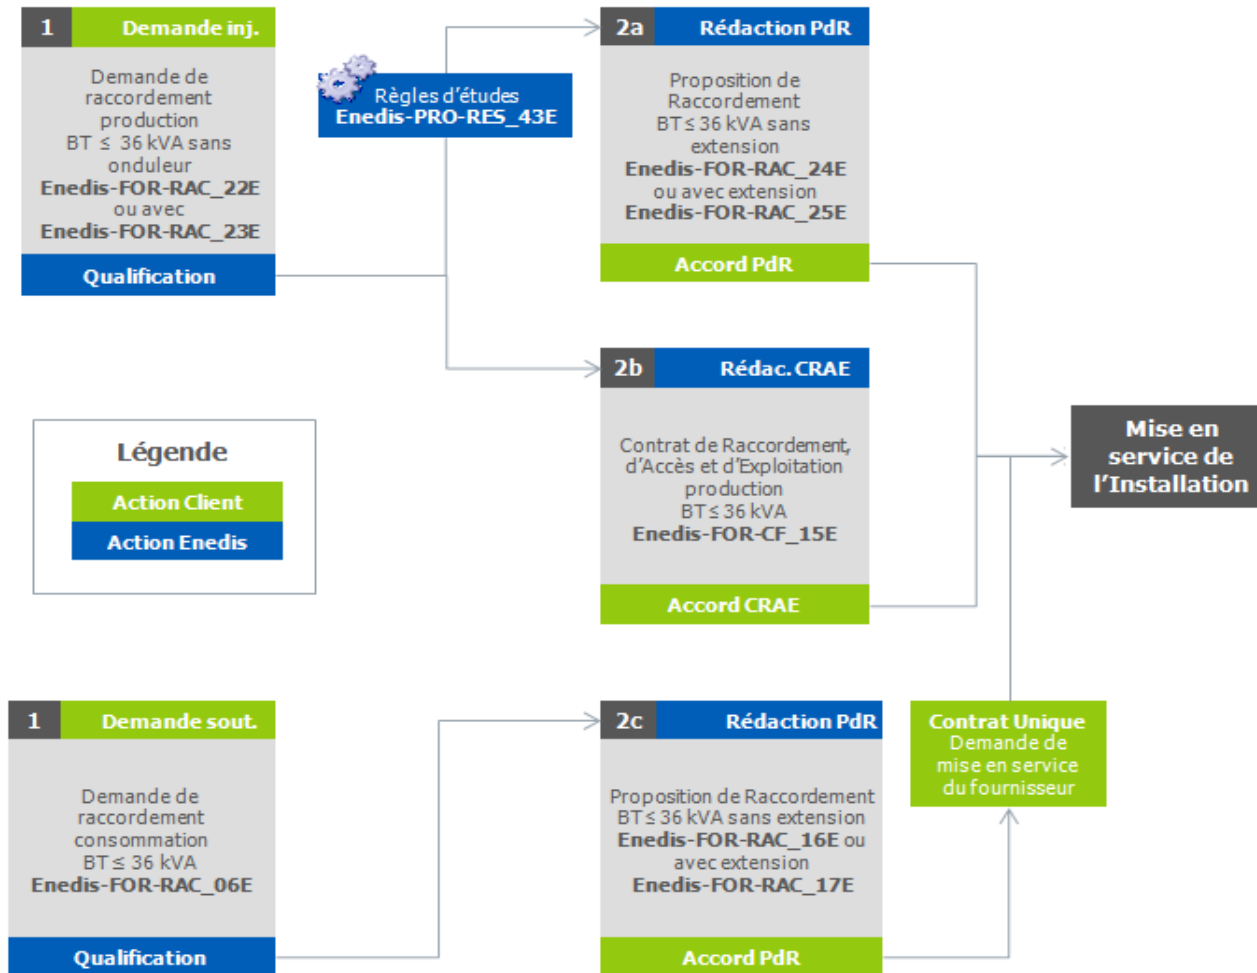 1 Demande inj.
Demande de
raccordement
production
BT ≤ 36 kVA sans
onduleur
Enedis-FOR-RAC_22E
ou avec
Enedis-FOR-RAC_23E
Qualification
Règles d'études
Enedis-PRO-RES_43E
2a Rédaction PdR
Proposition de
Raccordement
BT ≤ 36 kVA sans
extension
Enedis-FOR-RAC_24E
ou avec extension
Enedis-FOR-RAC_25E
Accord PdR
2b Rédac. CRAE
Contrat de Raccordement,
d'Accès et d'Exploitation
production
BT ≤ 36 kVA
Enedis-FOR-CF_15E
Accord CRAE
Mise en
service de
l'Installation
Légende
Action Client
Action Enedis
1 Demande sout.
Demande de
raccordement
consommation
BT ≤ 36 kVA
Enedis-FOR-RAC_06E
Qualification
2c Rédaction PdR
Proposition de Raccordement
BT ≤ 36 kVA sans extension
Enedis-FOR-RAC_16E ou
avec extension
Enedis-FOR-RAC_17E
Accord PdR
Contrat Unique
Demande de
mise en service
du fournisseur